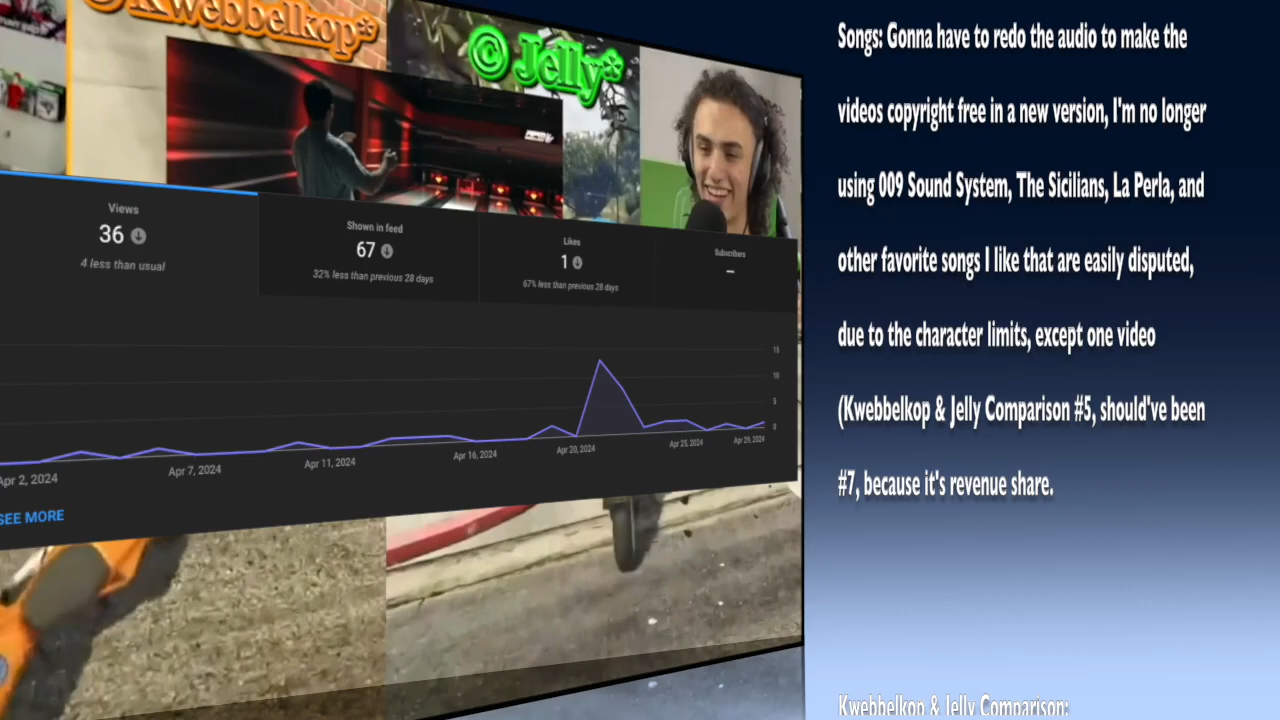 © Kwebbelkop*
© Jelly*
Views
36
4 less than usual
Shown in feed
67
32% less than previous 28 days
Likes
1
67% less than previous 28 days
Subscribers
—
15
10
5
0
Apr 2, 2024
Apr 7, 2024
Apr 11, 2024
Apr 16, 2024
Apr 20, 2024
Apr 25, 2024
Apr 29, 2024
SEE MORE
Songs: Gonna have to redo the audio to make the
videos copyright free in a new version, I'm no longer
using 009 Sound System, The Sicilians, La Perla, and
other favorite songs I like that are easily disputed,
due to the character limits, except one video
(Kwebbelkop & Jelly Comparison #5, should've been
#7, because it's revenue share.
Kwebbelkop & Jelly Comparison: